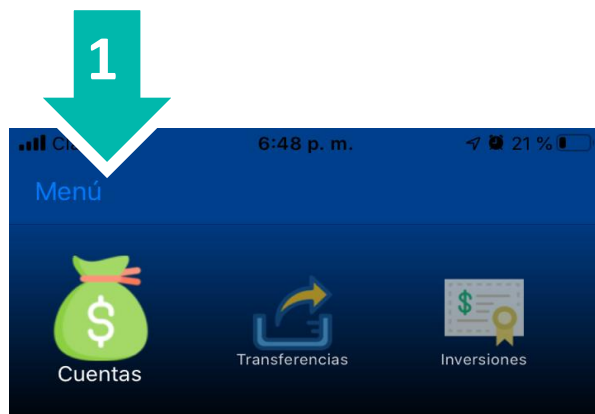 1
6:48 p. m.
21 %
Menú
$
$
Cuentas
Transferencias
Inversiones